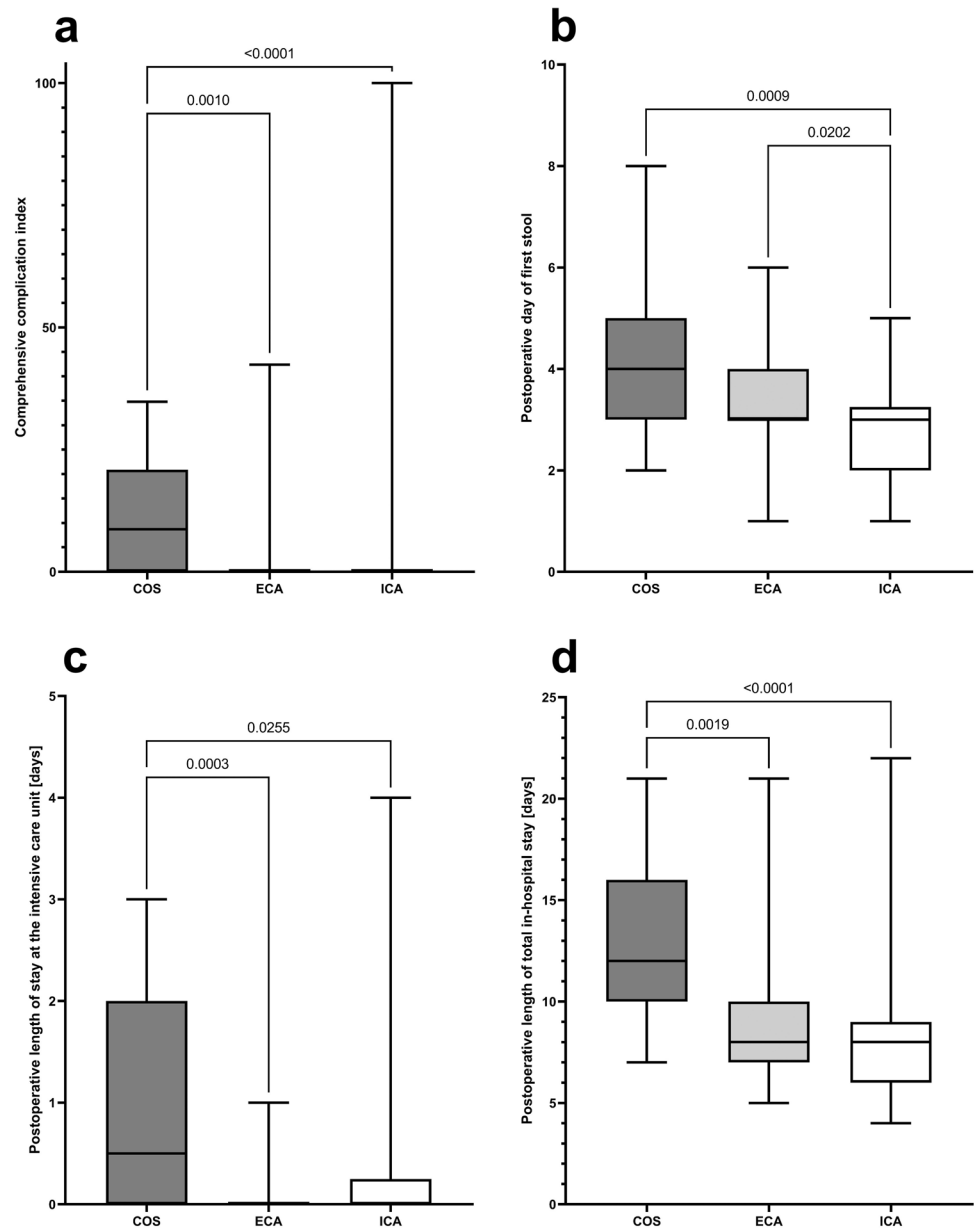 a
<0.0001
0.0010
Comprehensive complication index
100
50
0
COS ECA ICA
b
0.0009
0.0202
Postoperative day of first stool
10
8
6
4
2
0
COS ECA ICA
c
0.0255
0.0003
Postoperative length of stay at the intensive care unit [days]
5
4
3
2
1
0
COS ECA ICA
d
<0.0001
0.0019
Postoperative length of total in-hospital stay [days]
25
20
15
10
5
0
COS ECA ICA